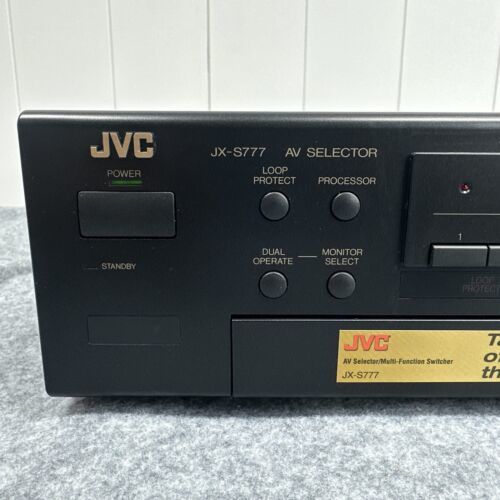 JVC
JX-S777 AV SELECTOR
POWER
LOOP PROTECT
PROCESSOR
STANDBY
DUAL OPERATE
MONITOR SELECT
1
LOOP
PROTECT
JVC
AV Selector/Multi-Function Switcher
JX-S777